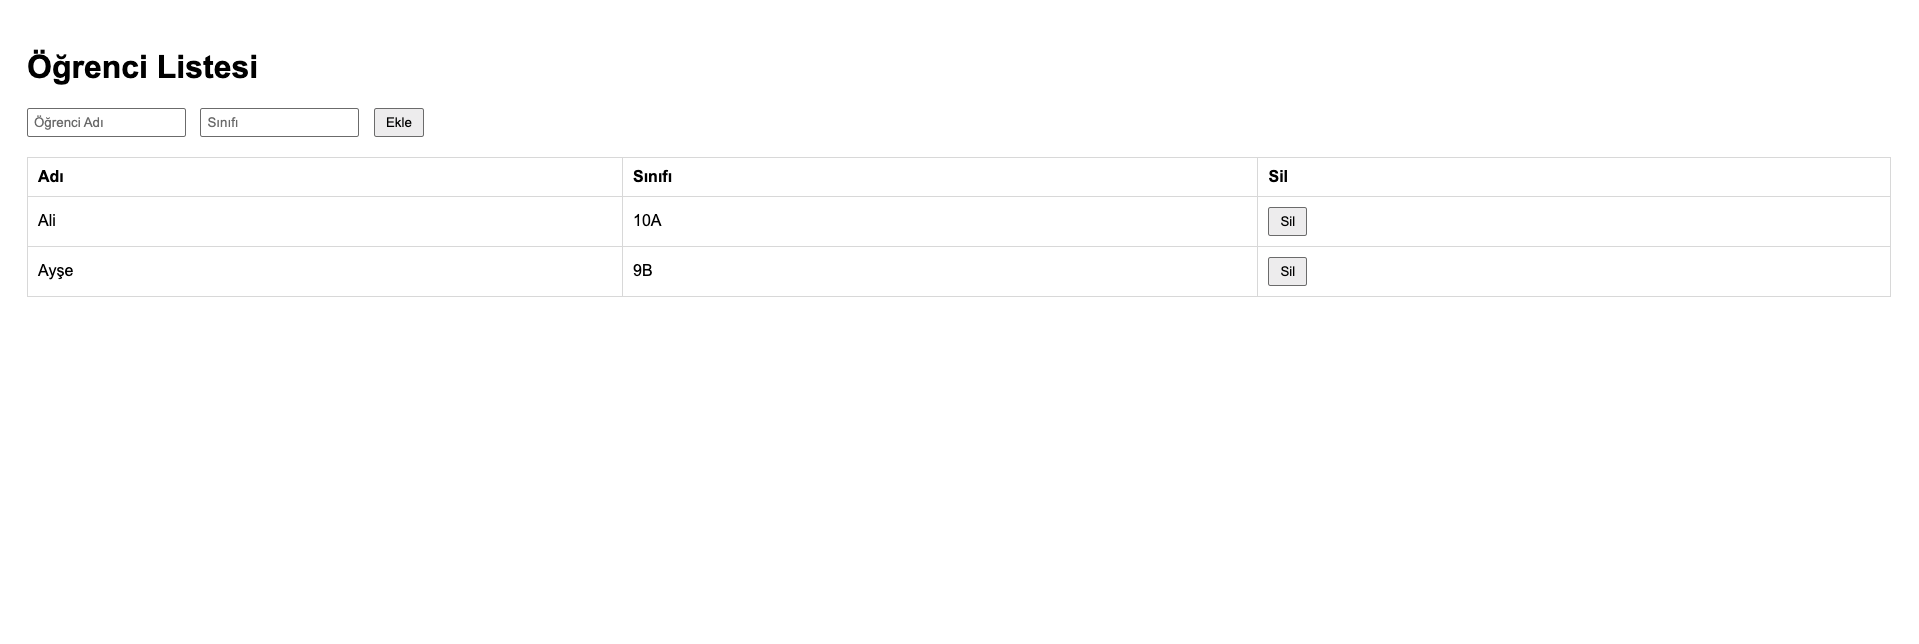 Öğrenci Listesi
Öğrenci Adı Sınıfı Ekle
Adı Sınıfı Sil
Ali 10A Sil
Ayşe 9B Sil